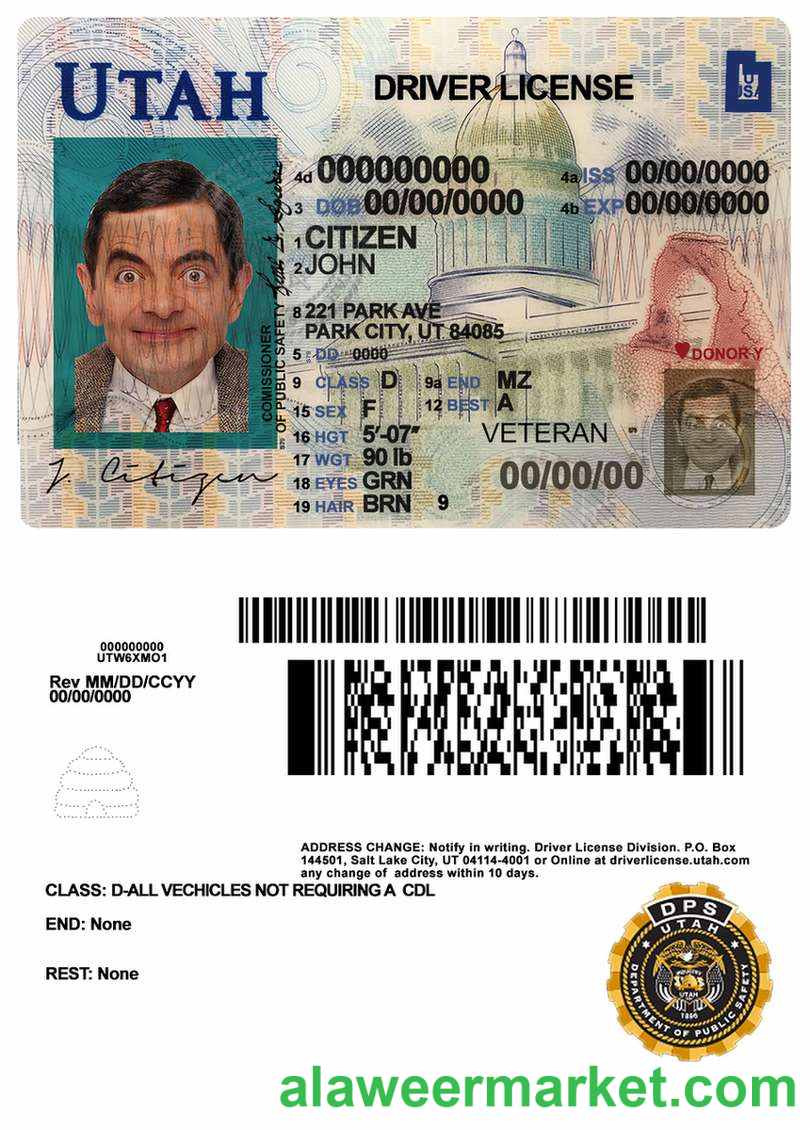 UTAH
DRIVER LICENSE
UT
USA
4d 000000000
4a ISS 00/00/0000
3 DOB 00/00/0000
4b EXP 00/00/0000
1 CITIZEN
2 JOHN
8 221 PARK AVE
PARK CITY, UT 84085
5 DD 0000
DONOR Y
9 CLASS D 9a END MZ
15 SEX F 12 BEST A
16 HGT 5'-07" VETERAN
17 WGT 90 lb
00/00/00
18 EYES GRN
19 HAIR BRN 9
COMISSIONER
OF PUBLIC SAFETY
J. Citizen
000000000
UTW6XMO1
Rev MM/DD/CCYY
00/00/0000
ADDRESS CHANGE: Notify in writing. Driver License Division. P.O. Box
144501, Salt Lake City, UT 04114-4001 or Online at driverlicense.utah.com
any change of address within 10 days.
CLASS: D-ALL VECHICLES NOT REQUIRING A CDL
END: None
REST: None
DPS
UTAH
INDUSTRY
UTAH
1896
DEPARTMENT OF PUBLIC SAFETY
alaweermarket.com